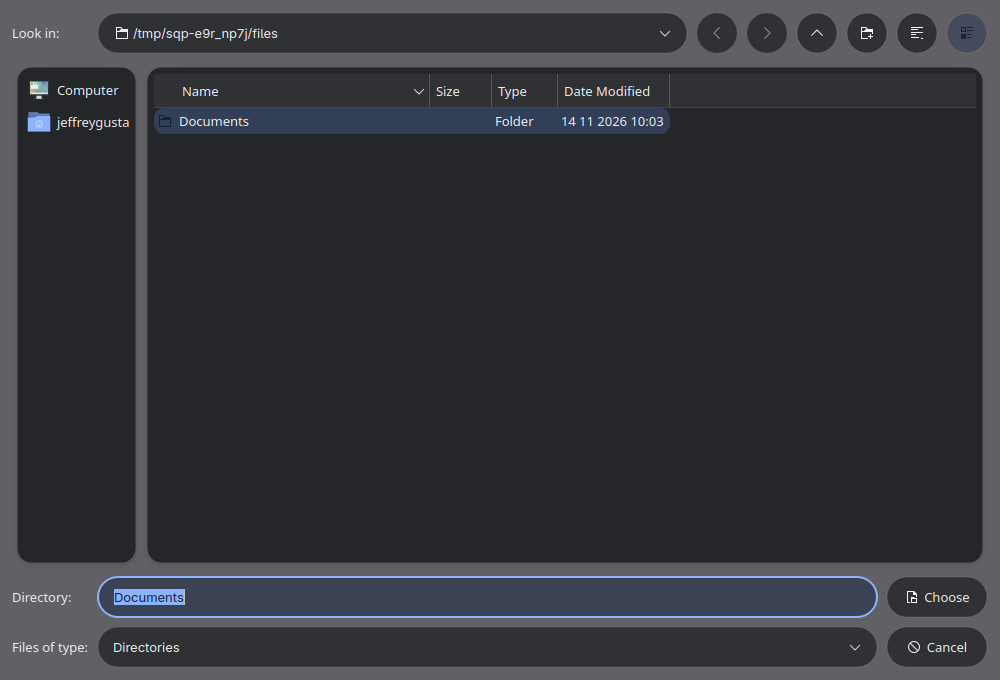 Look in:
/tmp/sqp-e9r_np7j/files
Computer
jeffreygusta
Name Size Type Date Modified
Documents Folder 14 11 2026 10:03
Directory: Documents Choose
Files of type: Directories Cancel